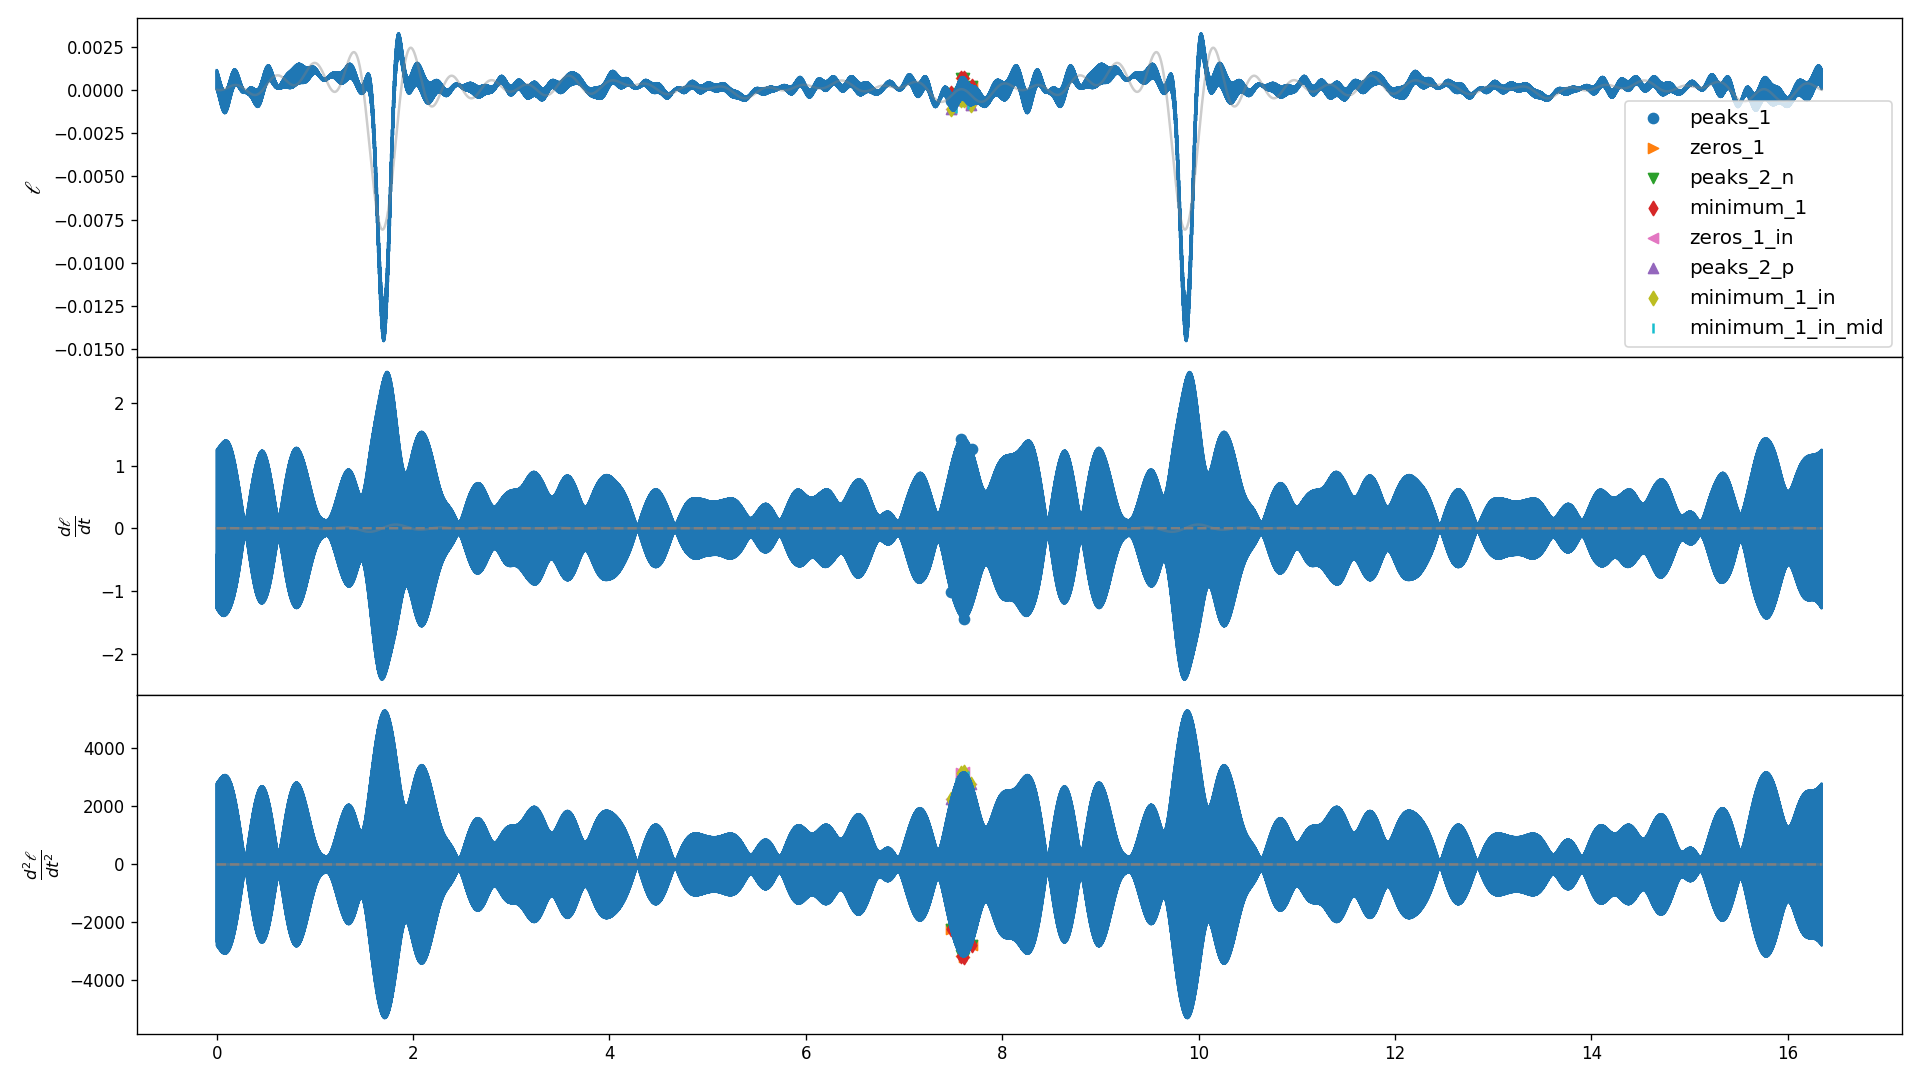 0.0025
0.0000
−0.0025
−0.0050
−0.0075
−0.0100
−0.0125
−0.0150
ℓ
peaks_1
zeros_1
peaks_2_n
minimum_1
zeros_1_in
peaks_2_p
minimum_1_in
minimum_1_in_mid
2
1
0
−1
−2
dℓ
dt
4000
2000
0
−2000
−4000
d²ℓ
dt²
0 2 4 6 8 10 12 14 16